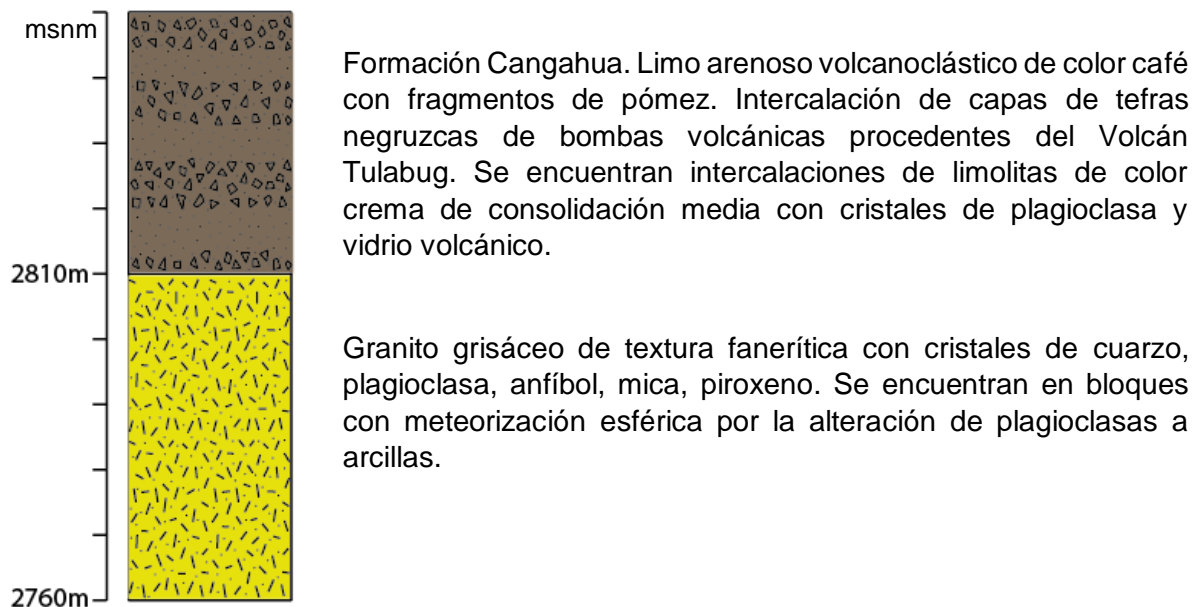 msnm
Formación Cangahua. Limo arenoso volcanoclástico de color café
con fragmentos de pómez. Intercalación de capas de tefras
negruzcas de bombas volcánicas procedentes del Volcán
Tulabug. Se encuentran intercalaciones de limolitas de color
crema de consolidación media con cristales de plagioclasa y
vidrio volcánico.
2810m
Granito grisáceo de textura fanerítica con cristales de cuarzo,
plagioclasa, anfíbol, mica, piroxeno. Se encuentran en bloques
con meteorización esférica por la alteración de plagioclasas a
arcillas.
2760m